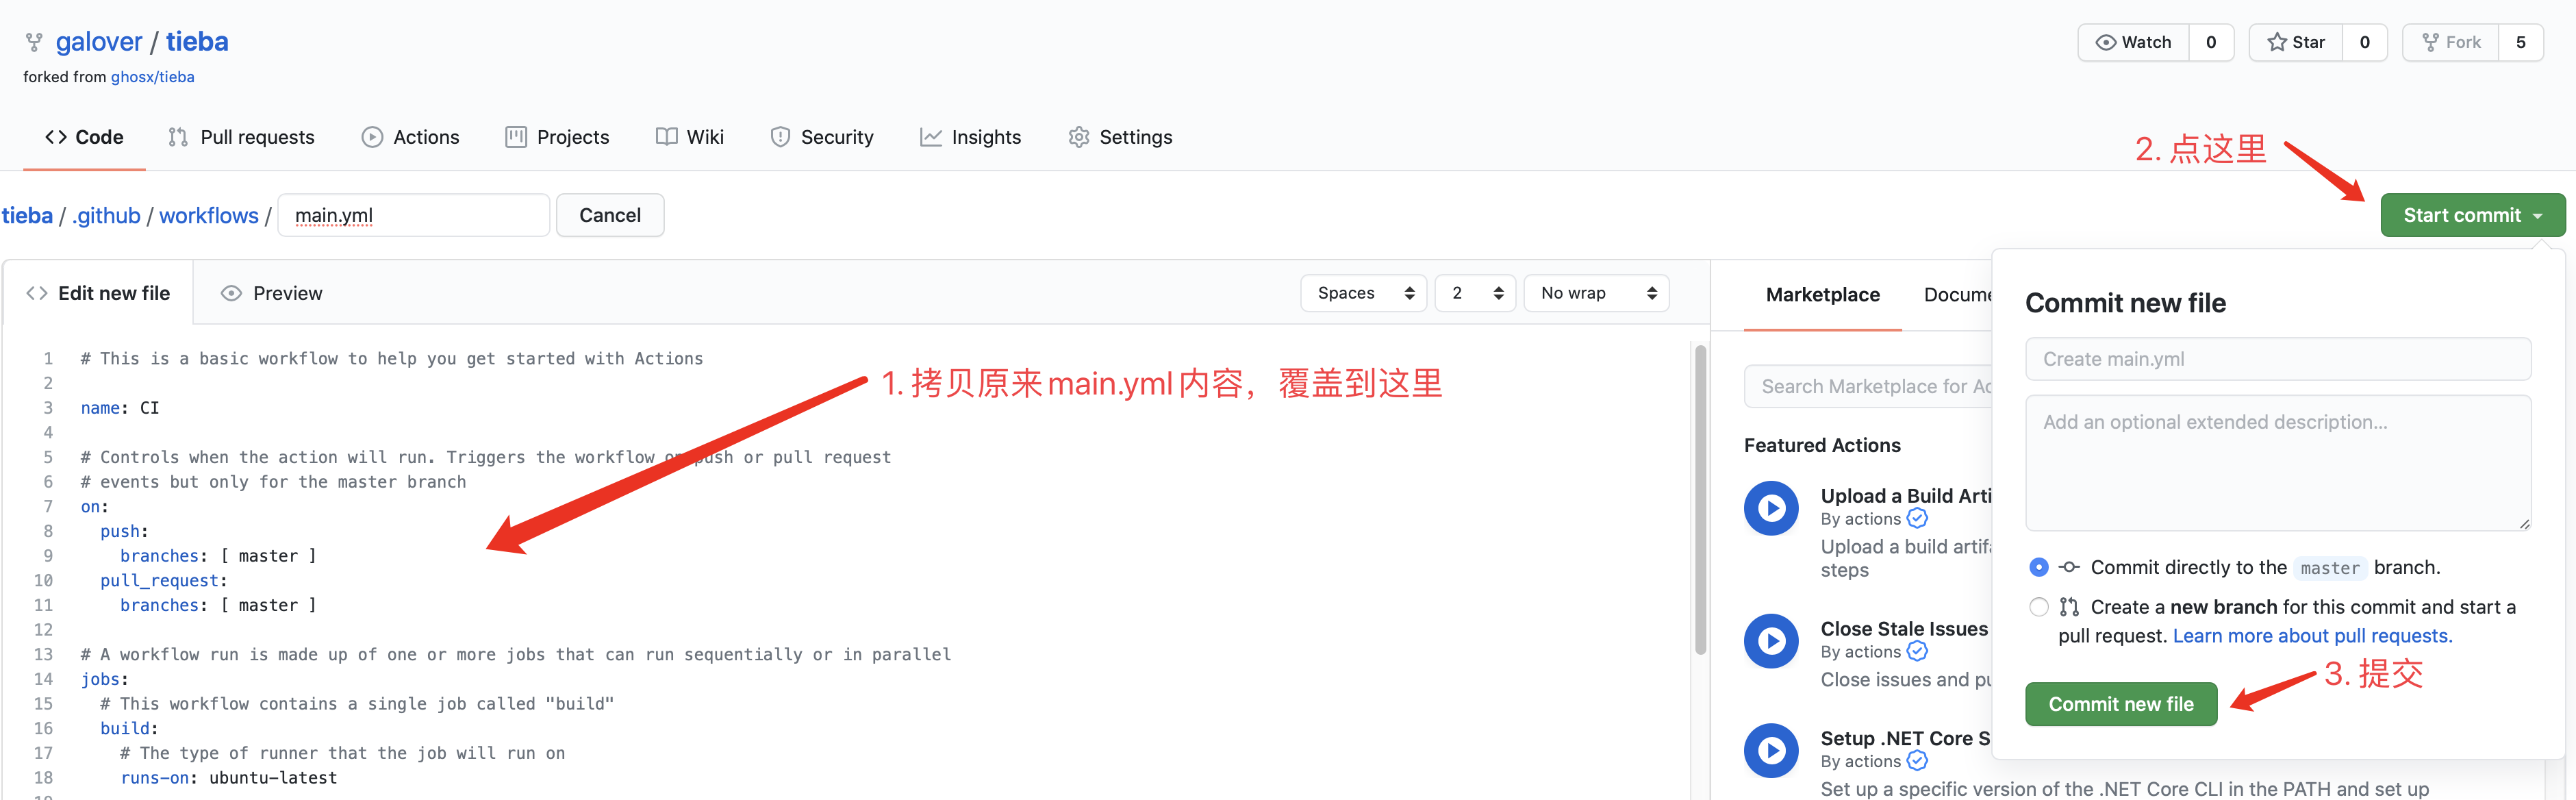 galover / tieba
Watch 0 Star 0 Fork 5
forked from ghosx/tieba
Code Pull requests Actions Projects Wiki Security Insights Settings
2. 点这里
tieba / .github / workflows / main.yml Cancel
Start commit
Edit new file Preview
Spaces 2 No wrap
1 # This is a basic workflow to help you get started with Actions
2
3 name: CI
4
5 # Controls when the action will run. Triggers the workflow on push or pull request
6 # events but only for the master branch
7 on:
8 push:
9 branches: [ master ]
10 pull_request:
11 branches: [ master ]
12
13 # A workflow run is made up of one or more jobs that can run sequentially or in parallel
14 jobs:
15 # This workflow contains a single job called "build"
16 build:
17 # The type of runner that the job will run on
18 runs-on: ubuntu-latest
1. 拷贝原来main.yml内容，覆盖到这里
Marketplace Docume
Search Marketplace for Ac
Featured Actions
Upload a Build Arti
By actions
Upload a build artifa
steps
Close Stale Issues
By actions
Close issues and pu
Setup .NET Core S
By actions
Set up a specific version of the .NET Core CLI in the PATH and set up
Commit new file
Create main.yml
Add an optional extended description...
Commit directly to the master branch.
Create a new branch for this commit and start a
pull request. Learn more about pull requests.
3. 提交
Commit new file